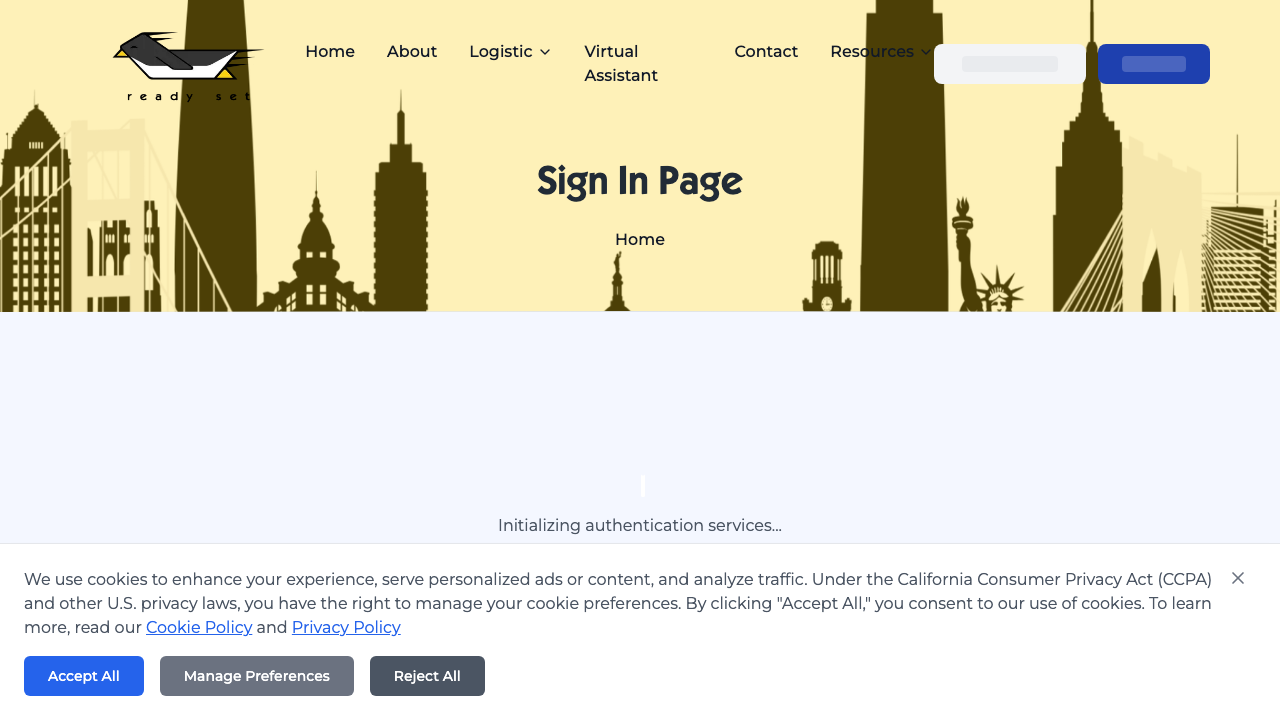 Home
About
Logistic
Virtual
Assistant
Contact
Resources
ready set
Sign In Page
Home
Initializing authentication services...
We use cookies to enhance your experience, serve personalized ads or content, and analyze traffic. Under the California Consumer Privacy Act (CCPA)
and other U.S. privacy laws, you have the right to manage your cookie preferences. By clicking "Accept All," you consent to our use of cookies. To learn
more, read our Cookie Policy and Privacy Policy
Accept All
Manage Preferences
Reject All